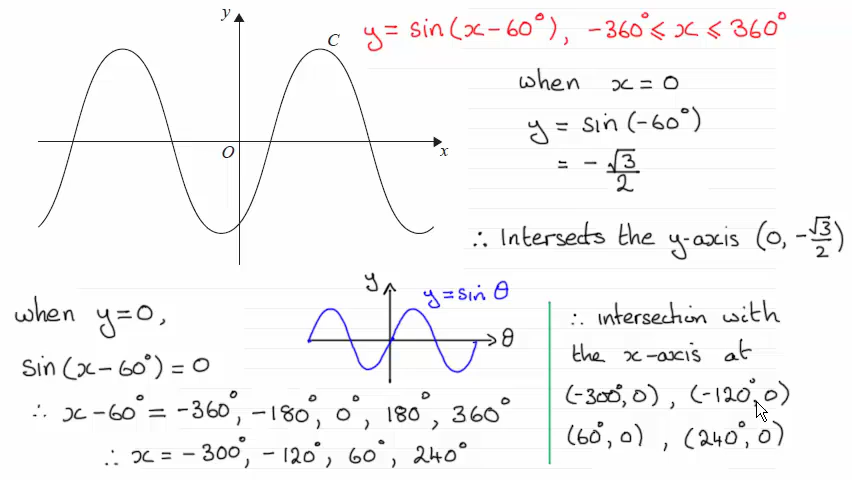 y
C
O
x
y = sin(x-60°), -360° ⩽ x ⩽ 360°
when x = 0
y = sin(-60°)
= -√3/2
∴ Intersects the y-axis (0, -√3/2)
when y = 0,
sin(x-60°) = 0
∴ x-60° = -360°, -180°, 0°, 180°, 360°
∴ x = -300°, -120°, 60°, 240°
y
y = sin θ
θ
∴ intersection with
the x-axis at
(-300°, 0), (-120°, 0)
(60°, 0), (240°, 0)